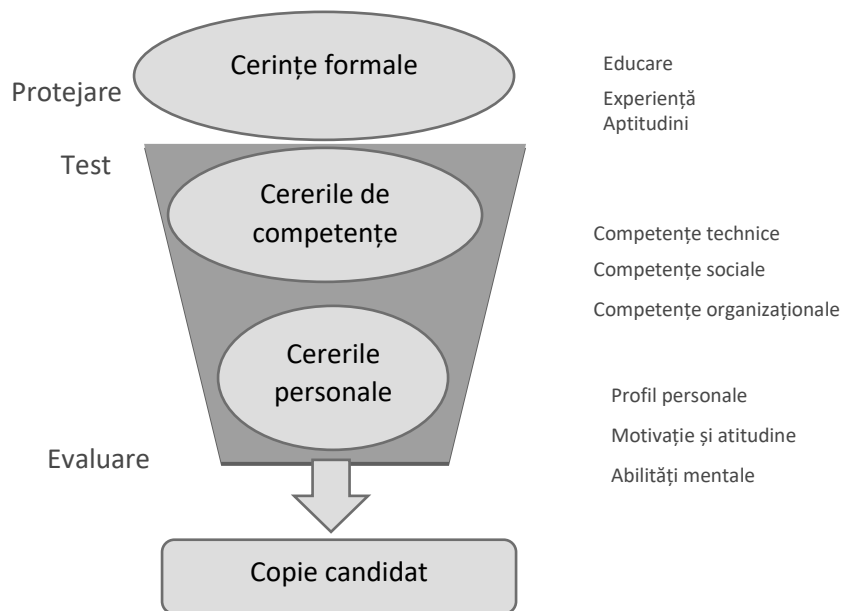 Cerințe formale
Educare
Protejare
Experiență
Aptitudini
Test
Cererile de
competențe
Competențe technice
Competențe sociale
Competențe organizaționale
Cererile
personale
Profil personale
Motivație și atitudine
Evaluare
Abilități mentale
Copie candidat